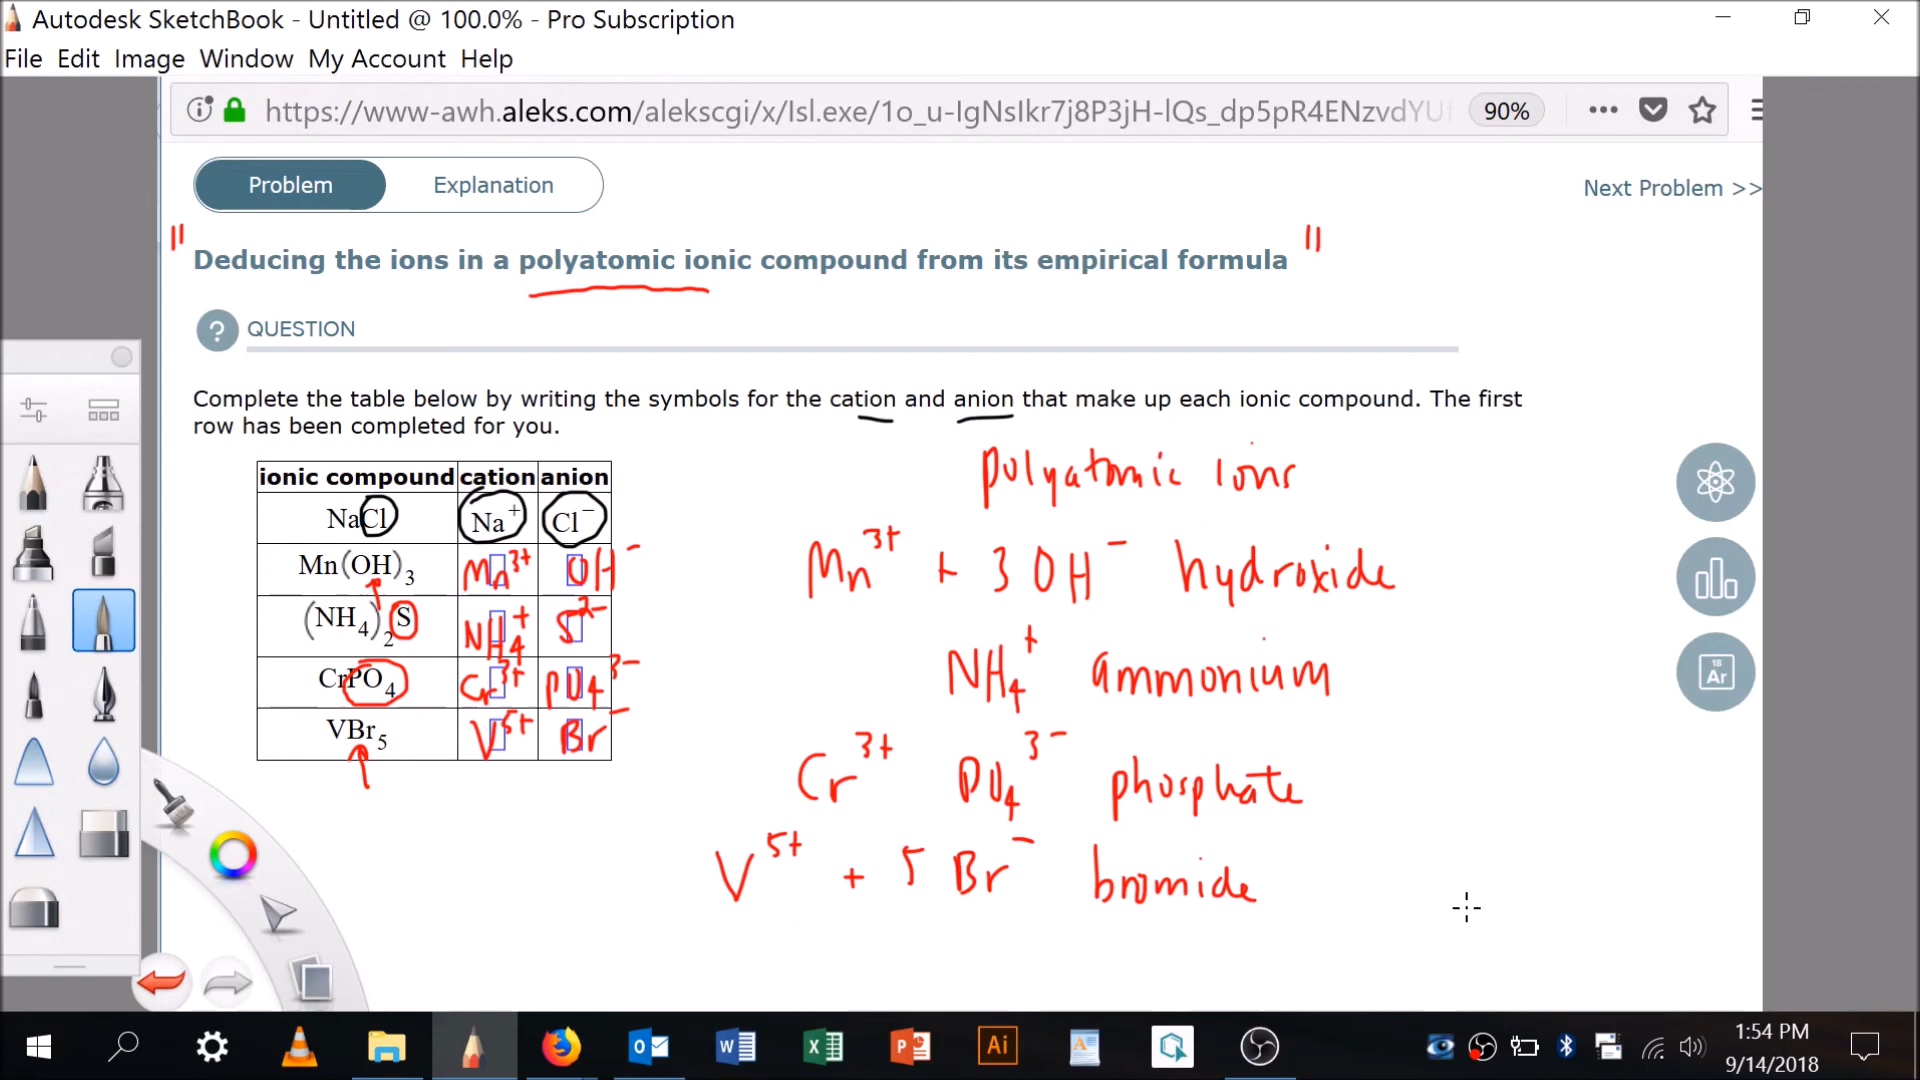 Autodesk SketchBook - Untitled @ 100.0% - Pro Subscription
File Edit Image Window My Account Help
https://www-awh.aleks.com/alekscgi/x/Isl.exe/1o_u-IgNsIkr7j8P3jH-lQs_dp5pR4ENzvdYU 90%
Problem Explanation Next Problem >>
" Deducing the ions in a polyatomic ionic compound from its empirical formula "
? QUESTION
Complete the table below by writing the symbols for the cation and anion that make up each ionic compound. The first
row has been completed for you.
ionic compound cation anion
NaCl Na⁺ Cl⁻
Mn(OH)₃ Mn³⁺ OH⁻
(NH₄)₂S NH₄⁺ S²⁻
CrPO₄ Cr³⁺ PO₄³⁻
VBr₅ V⁵⁺ Br⁻
polyatomic ions
Mn³⁺ + 3 OH⁻ hydroxide
NH₄⁺ ammonium
Cr³⁺ PO₄³⁻ phosphate
V⁵⁺ + 5 Br⁻ bromide
18
Ar
1:54 PM
9/14/2018